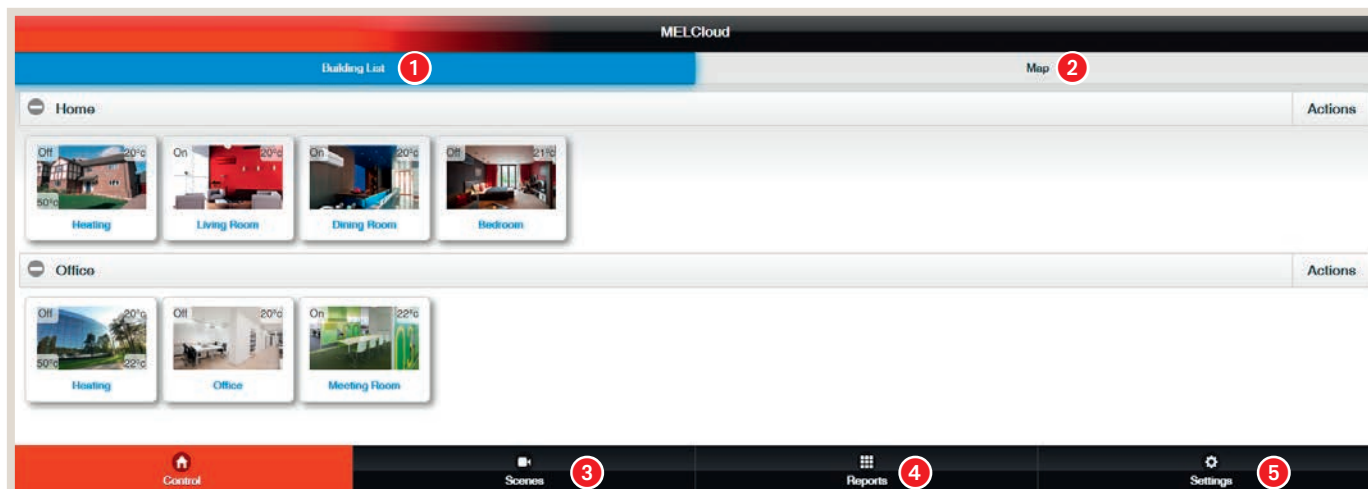 MELCloud
Building List 1 Map 2
Home Actions
Off 20°c On 20°c On 20°c Off 21°c
50°c
Heating Living Room Dining Room Bedroom
Office Actions
Off 20°c Off 20°c On 22°c
50°c 22°c
Heating Office Meeting Room
Control Scenes 3 Reports 4 Settings 5